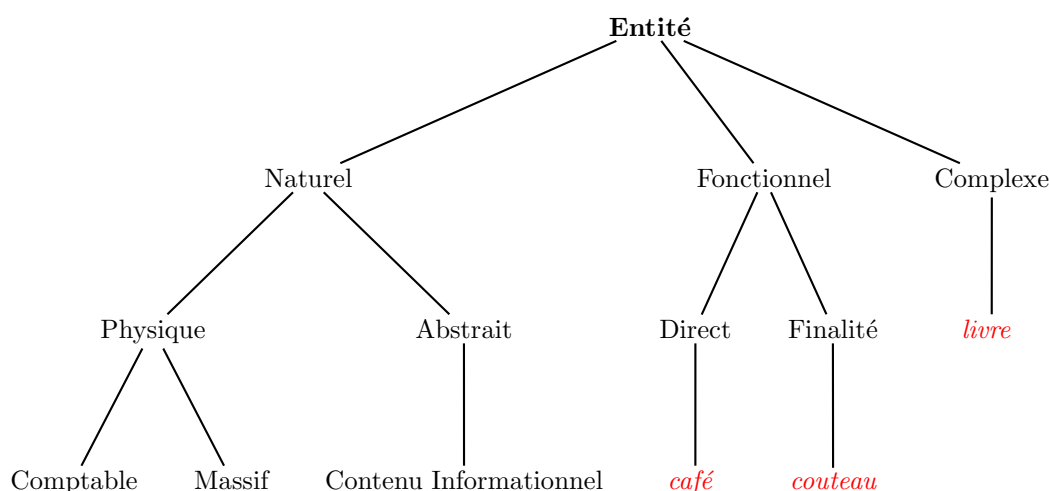 Entité
Naturel Fonctionnel Complexe
Physique Abstrait Direct Finalité livre
Comptable Massif Contenu Informationnel café couteau